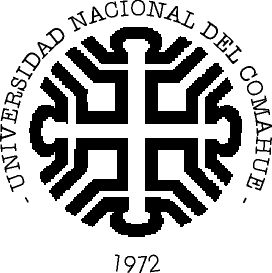 - UNIVERSIDAD NACIONAL DEL COMAHUE -
1972